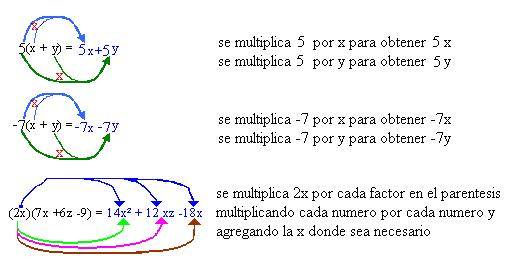 x
5(x + y) = 5x+5y
x
se multiplica 5 por x para obtener 5 x
se multiplica 5 por y para obtener 5 y
x
-7(x + y) = -7x -7y
x
se multiplica -7 por x para obtener -7x
se multiplica -7 por y para obtener -7y
(2x)(7x +6z -9) = 14x² + 12 xz -18x
se multiplica 2x por cada factor en el parentesis
multiplicando cada numero por cada numero y
agregando la x donde sea necesario